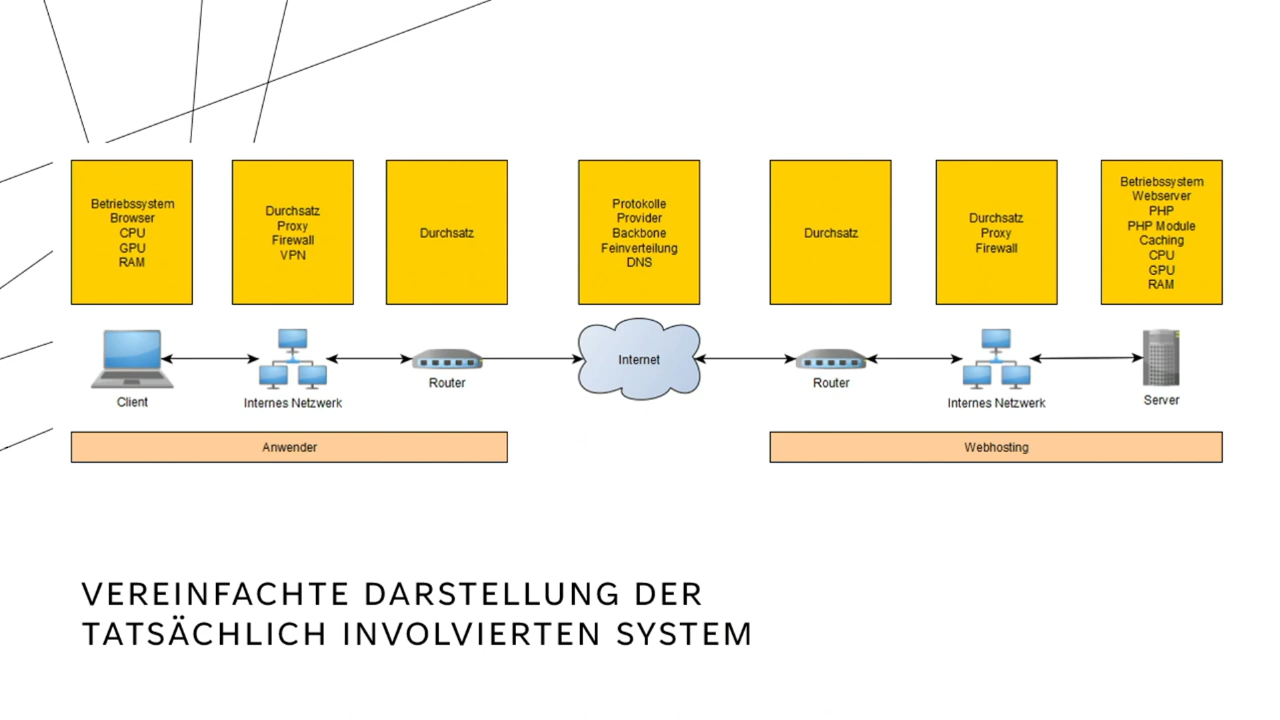 Betriebssystem
Browser
CPU
GPU
RAM
Durchsatz
Proxy
Firewall
VPN
Durchsatz
Protokolle
Provider
Backbone
Feinverteilung
DNS
Durchsatz
Durchsatz
Proxy
Firewall
Betriebssystem
Webserver
PHP
PHP Module
Caching
CPU
GPU
RAM
Client
Internes Netzwerk
Router
Internet
Router
Internes Netzwerk
Server
Anwender
Webhosting
VEREINFACHTE DARSTELLUNG DER
TATSÄCHLICH INVOLVIERTEN SYSTEM